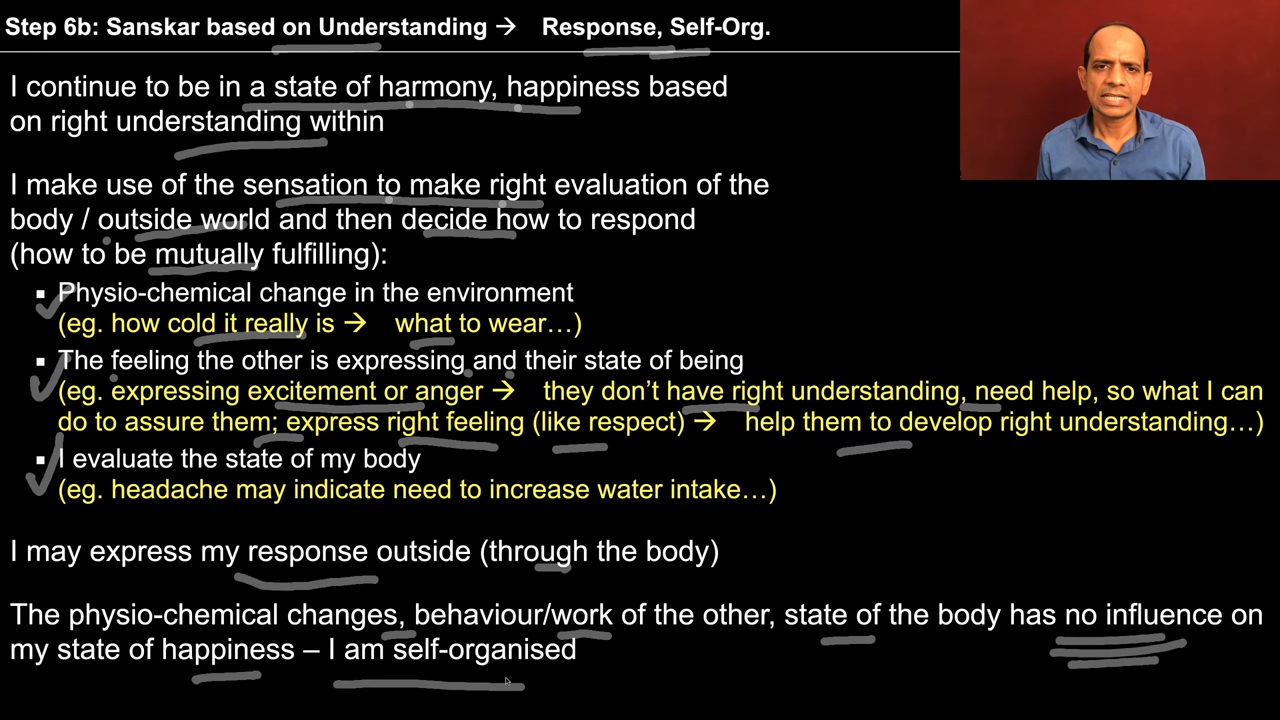 Step 6b: Sanskar based on Understanding → Response, Self-Org.
I continue to be in a state of harmony, happiness based
on right understanding within
I make use of the sensation to make right evaluation of the
body / outside world and then decide how to respond
(how to be mutually fulfilling):
▪ Physio-chemical change in the environment
(eg. how cold it really is → what to wear…)
▪ The feeling the other is expressing and their state of being
(eg. expressing excitement or anger → they don’t have right understanding, need help, so what I can
do to assure them; express right feeling (like respect) → help them to develop right understanding…)
▪ I evaluate the state of my body
(eg. headache may indicate need to increase water intake…)
I may express my response outside (through the body)
The physio-chemical changes, behaviour/work of the other, state of the body has no influence on
my state of happiness – I am self-organised